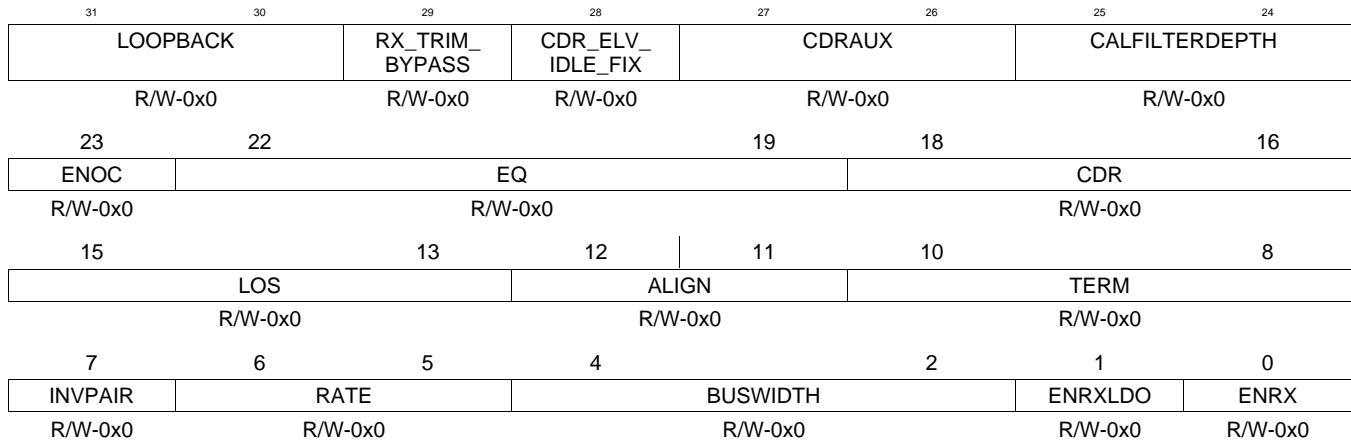 31 30 29 28 27 26 25 24
LOOPBACK RX_TRIM_ CDR_ELV_ CDRAUX CALFILTERDEPTH
BYPASS IDLE_FIX
R/W-0x0 R/W-0x0 R/W-0x0 R/W-0x0 R/W-0x0
23 22 19 18 16
ENOC EQ CDR
R/W-0x0 R/W-0x0 R/W-0x0
15 13 12 11 10 8
LOS ALIGN TERM
R/W-0x0 R/W-0x0 R/W-0x0
7 6 5 4 2 1 0
INVPAIR RATE BUSWIDTH ENRXLDO ENRX
R/W-0x0 R/W-0x0 R/W-0x0 R/W-0x0 R/W-0x0